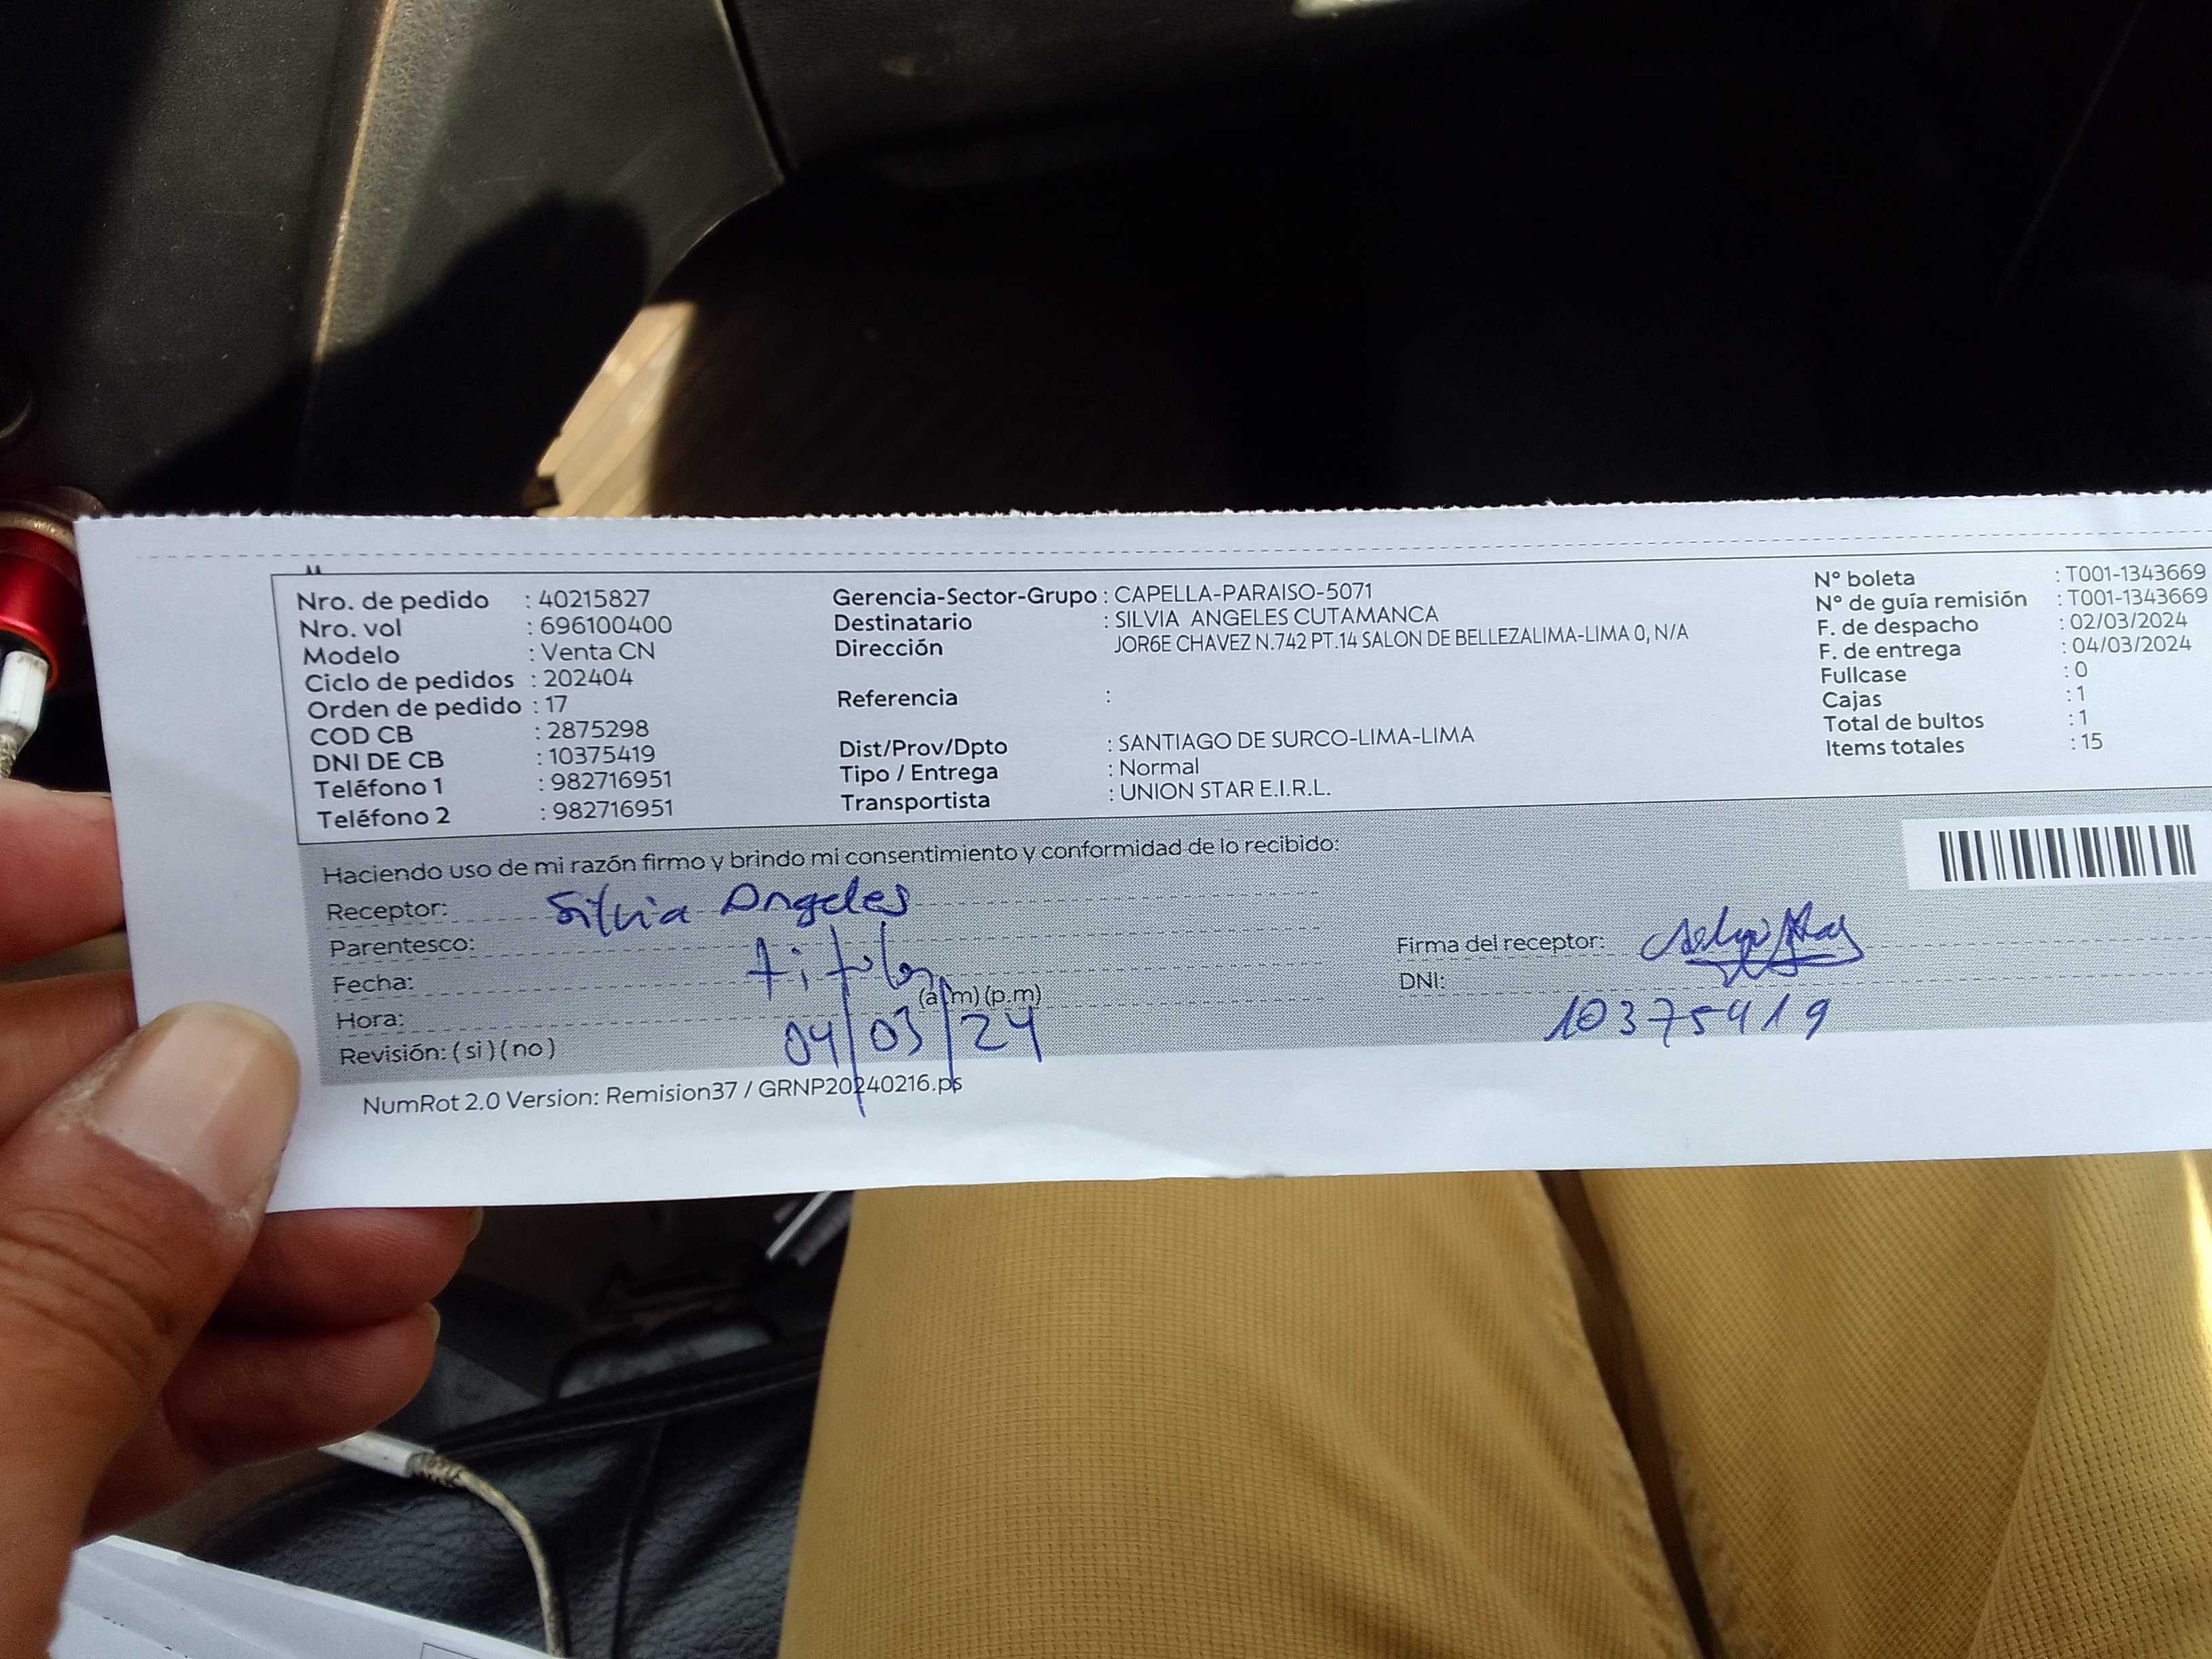 Nro. de pedido : 40215827
Nro. vol : 696100400
Modelo : Venta CN
Ciclo de pedidos : 202404
Orden de pedido : 17
COD CB : 2875298
DNI DE CB : 10375419
Teléfono 1 : 982716951
Teléfono 2 : 982716951
Gerencia-Sector-Grupo : CAPELLA-PARAISO-5071
Destinatario : SILVIA ANGELES CUTAMANCA
Dirección JOR6E CHAVEZ N.742 PT.14 SALON DE BELLEZALIMA-LIMA 0, N/A
Referencia :
Dist/Prov/Dpto : SANTIAGO DE SURCO-LIMA-LIMA
Tipo / Entrega : Normal
Transportista : UNION STAR E.I.R.L.
N° boleta : T001-1343669
N° de guía remisión : T001-1343669
F. de despacho : 02/03/2024
F. de entrega : 04/03/2024
Fullcase : 0
Cajas : 1
Total de bultos : 1
Items totales : 15
Haciendo uso de mi razón firmo y brindo mi consentimiento y conformidad de lo recibido:
Receptor: Silvia Angeles
Parentesco: titular
Fecha:
Hora: (a.m) (p.m)
04/03/24
Revisión: (si) (no)
Firma del receptor:
DNI:
10375419
NumRot 2.0 Version: Remision37 / GRNP20240216.ps